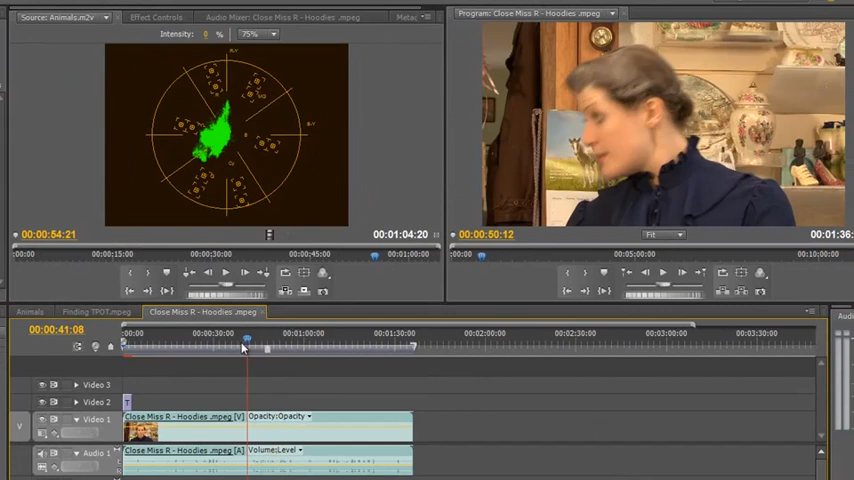 Source: Animals.m2v
Effect Controls
Audio Mixer: Close Miss R - Hoodies .mpeg
Metac
Program: Close Miss R - Hoodies .mpeg
Intensity: 0 % 75%
R-Y
B-Y
00:00:54:21
00:01:04:20
00:00:50:12
Fit
00:01:36:
:00:00
00:00:15:00
00:00:30:00
00:00:45:00
00:01:00:00
:00:00
00:05:00:00
00:10:00:00
Animals
Finding TPOT.mpeg
Close Miss R - Hoodies .mpeg
00:00:41:08
:00:00
00:00:30:00
00:01:00:00
00:01:30:00
00:02:00:00
00:02:30:00
00:03:00:00
00:03:30:00
Audio
Video 3
Video 2
T
V
Video 1
Close Miss R - Hoodies .mpeg [V]
Opacity:Opacity
Audio 1
Close Miss R - Hoodies .mpeg [A]
Volume:Level